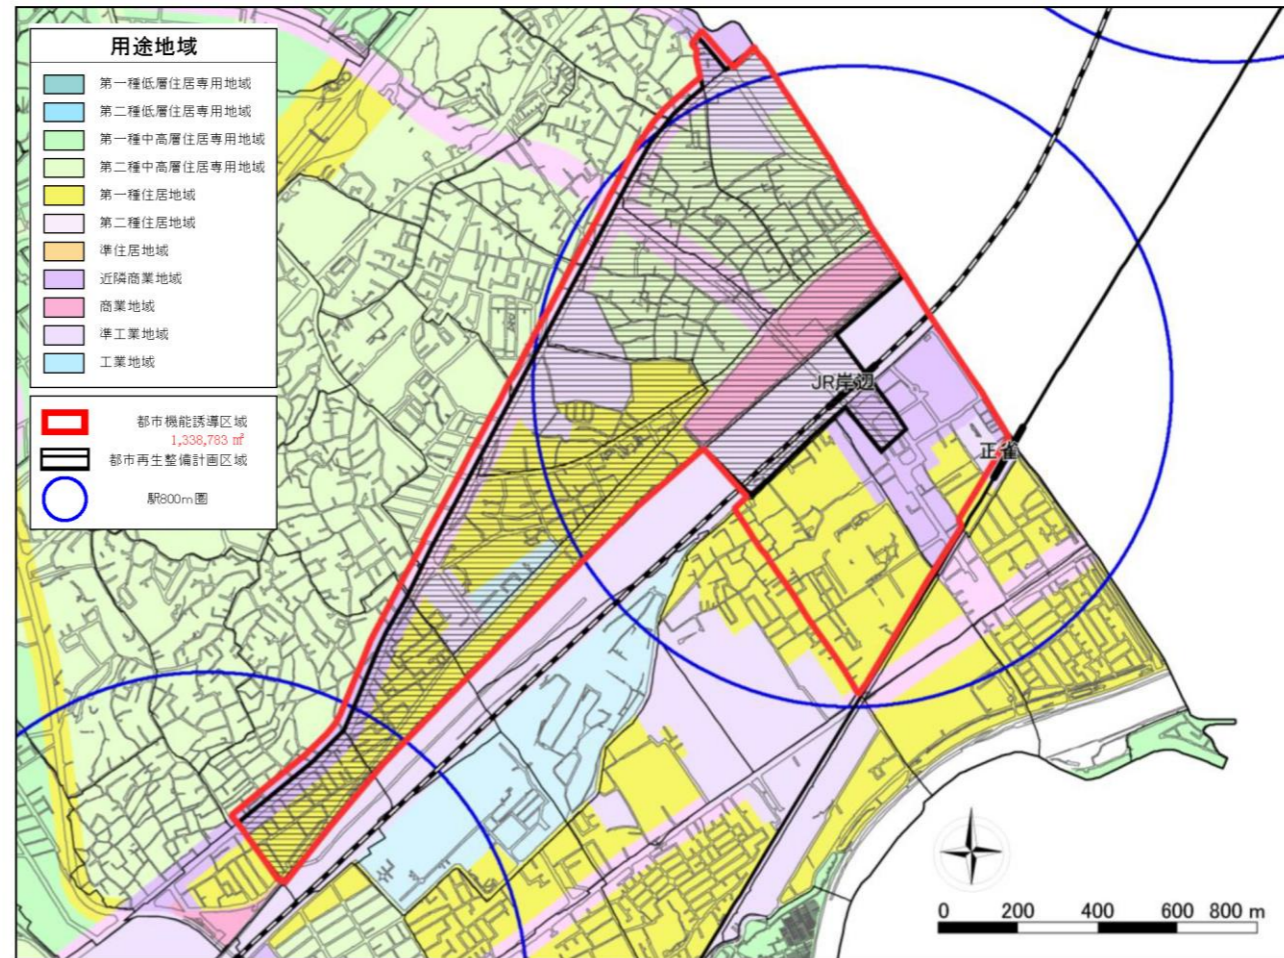 用途地域
第一種低層住居専用地域
第二種低層住居専用地域
第一種中高層住居専用地域
第二種中高層住居専用地域
第一種住居地域
第二種住居地域
準住居地域
近隣商業地域
商業地域
準工業地域
工業地域
都市機能誘導区域
1,338,783 ㎡
都市再生整備計画区域
駅800m圏
JR岸辺
正雀
0 200 400 600 800 m